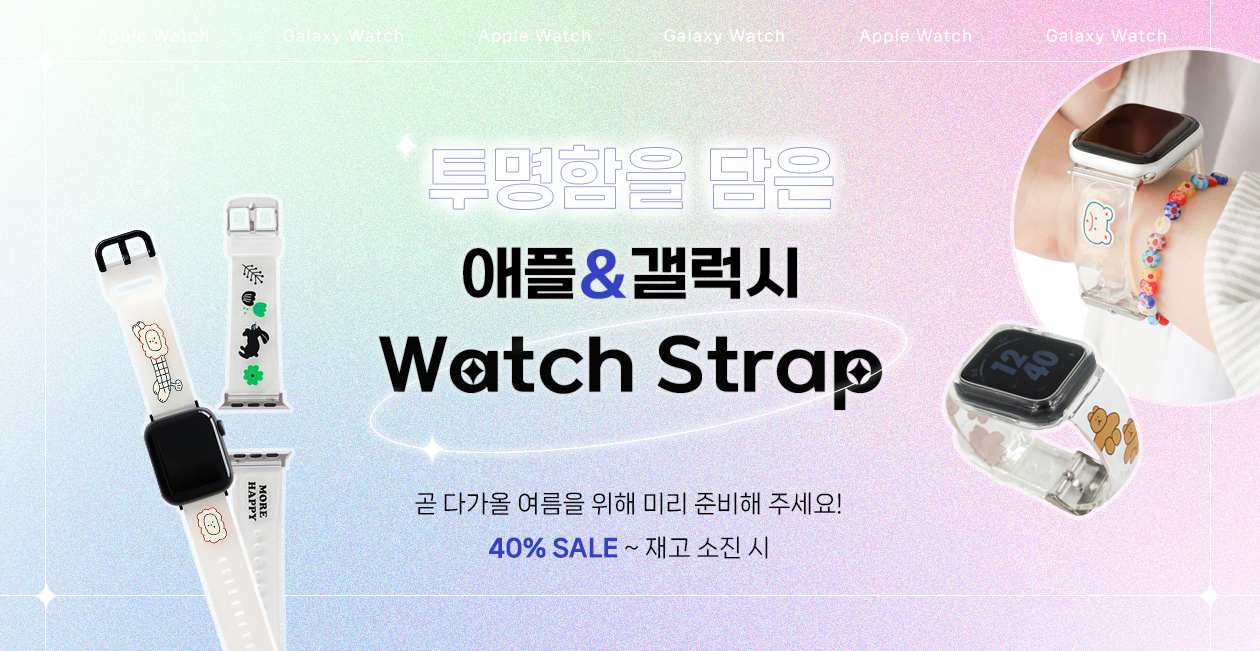 Apple Watch Galaxy Watch Apple Watch Galaxy Watch Apple Watch Galaxy Watch
투명함을 담은
애플&갤럭시
Watch Strap
곧 다가올 여름을 위해 미리 준비해 주세요!
40% SALE ~ 재고 소진 시
MORE
HAPPY
12
40